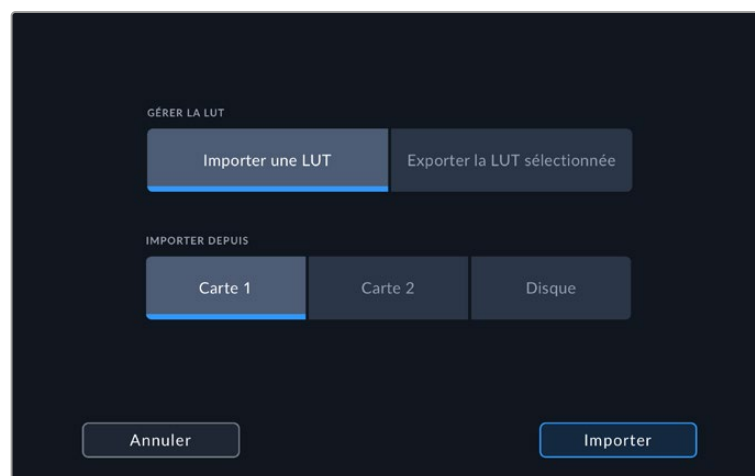 GÉRER LA LUT
Importer une LUT Exporter la LUT sélectionnée
IMPORTER DEPUIS
Carte 1 Carte 2 Disque
Annuler Importer